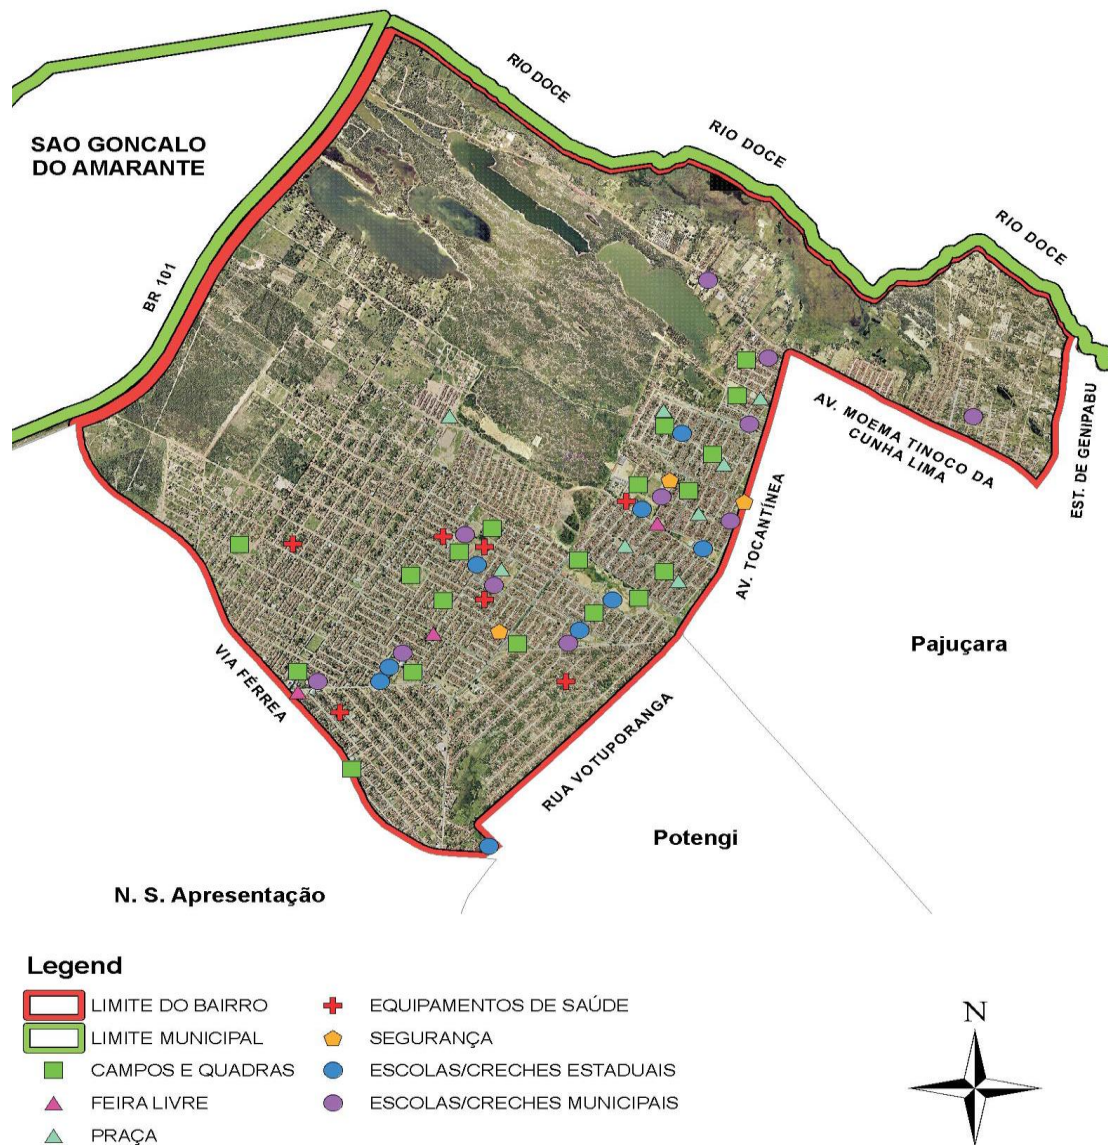 RIO DOCE
RIO DOCE
RIO DOCE
SAO GONCALO
DO AMARANTE
BR 101
AV. MOEMA TINOCO DA
CUNHA LIMA
EST. DE GENIPABU
AV. TOCANTÍNEA
Pajuçara
VIA FÉRREA
RUA VOTUPORANGA
Potengi
N. S. Apresentação
Legend
LIMITE DO BAIRRO
LIMITE MUNICIPAL
CAMPOS E QUADRAS
FEIRA LIVRE
PRAÇA
EQUIPAMENTOS DE SAÚDE
SEGURANÇA
ESCOLAS/CRECHES ESTADUAIS
ESCOLAS/CRECHES MUNICIPAIS
N